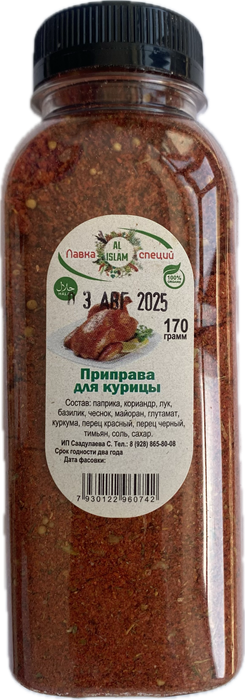 AL
ISLAM
Лавка специй
HALAL
100%
3 АВГ 2025
170
грамм
Приправа
для курицы
Состав: паприка, кориандр, лук,
базилик, чеснок, майоран, глутамат,
куркума, перец красный, перец черный,
тимьян, соль, сахар.
ИП Саадулаева С. Тел.: 8 (928) 865-80-08
Срок годности два года
Дата фасовки:
7 930122 960742